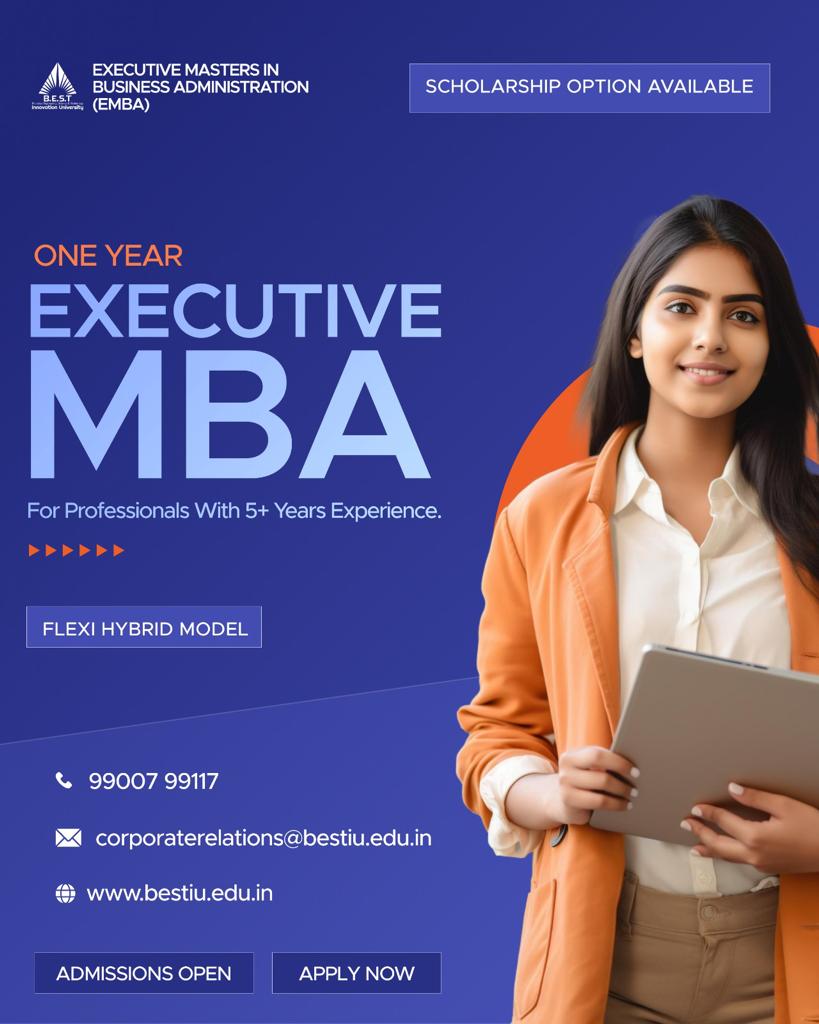 EXECUTIVE MASTERS IN
BUSINESS ADMINISTRATION
(EMBA)
B.E.S.T
Innovation University
SCHOLARSHIP OPTION AVAILABLE
ONE YEAR
EXECUTIVE
MBA
For Professionals With 5+ Years Experience.
FLEXI HYBRID MODEL
99007 99117
corporaterelations@bestiu.edu.in
www.bestiu.edu.in
ADMISSIONS OPEN
APPLY NOW